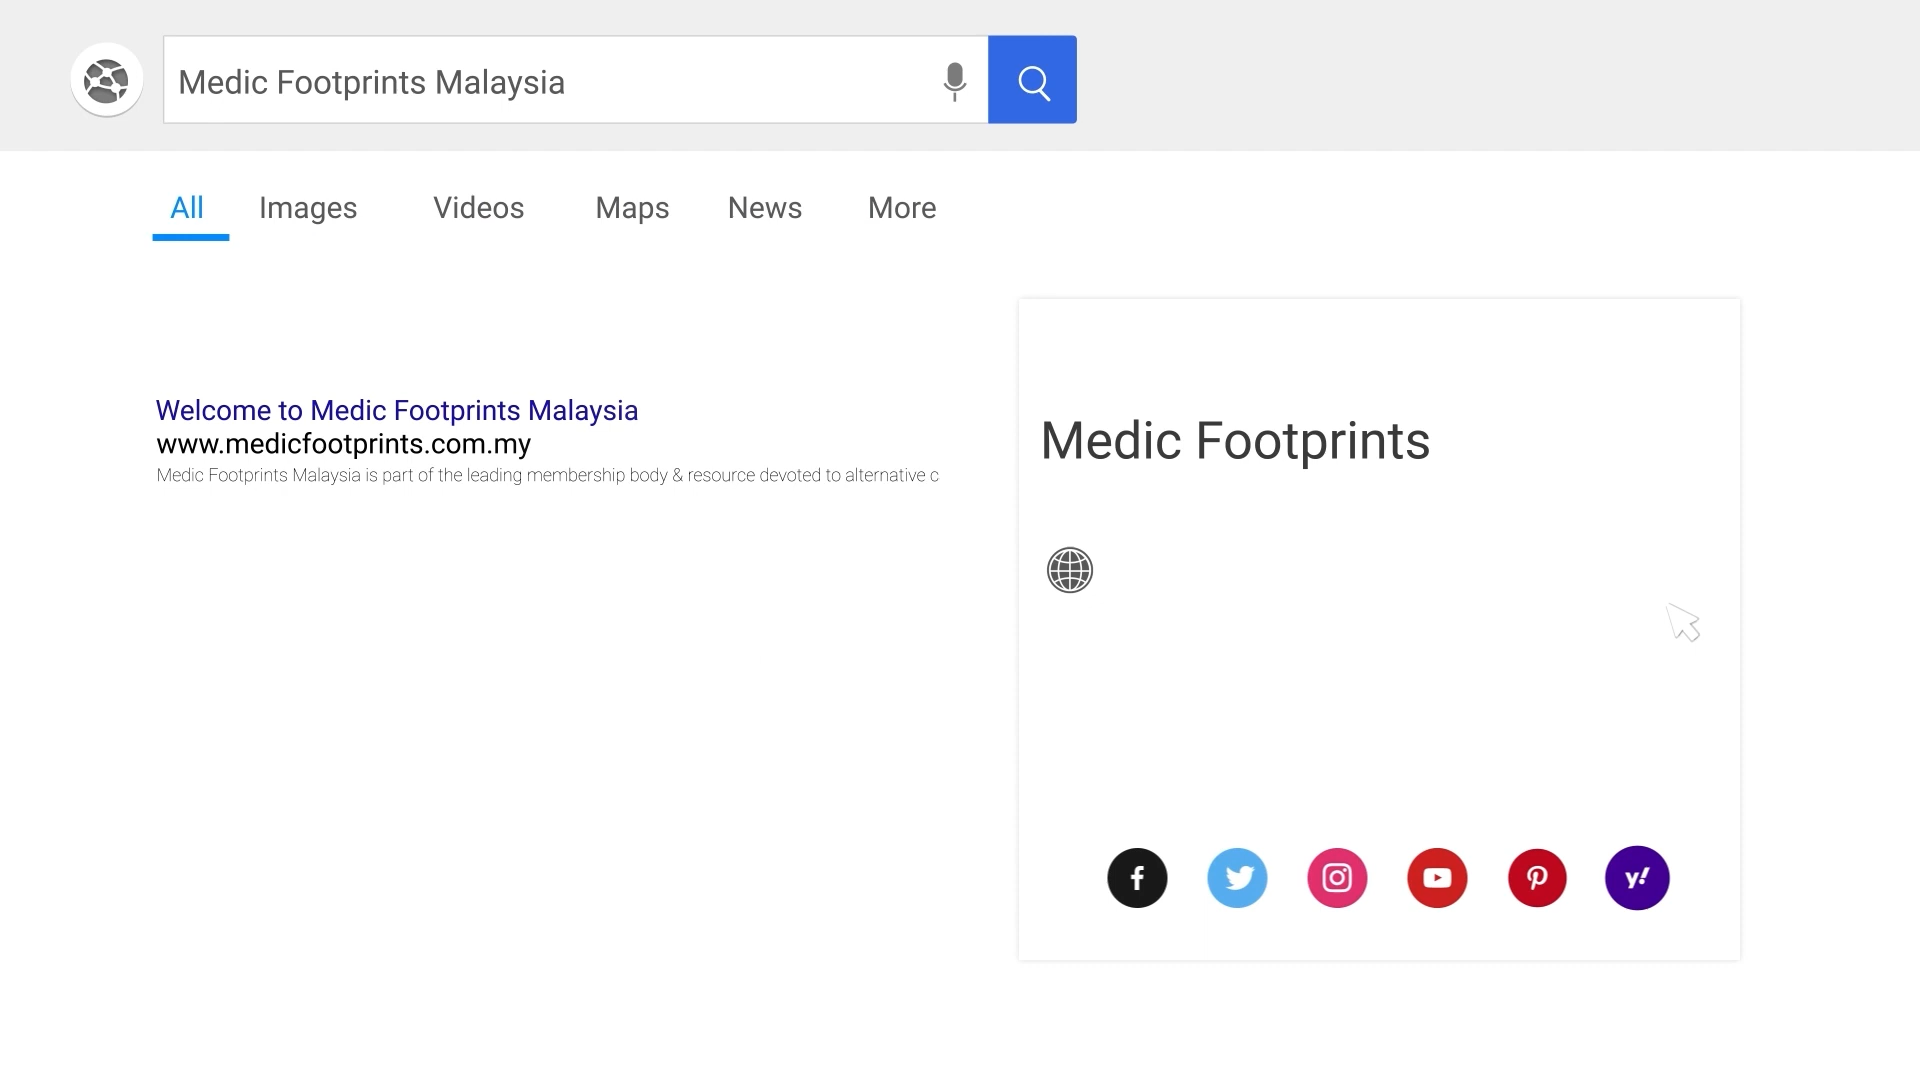 Medic Footprints Malaysia
All Images Videos Maps News More
Welcome to Medic Footprints Malaysia
www.medicfootprints.com.my
Medic Footprints Malaysia is part of the leading membership body & resource devoted to alternative c
Medic Footprints
f
y!